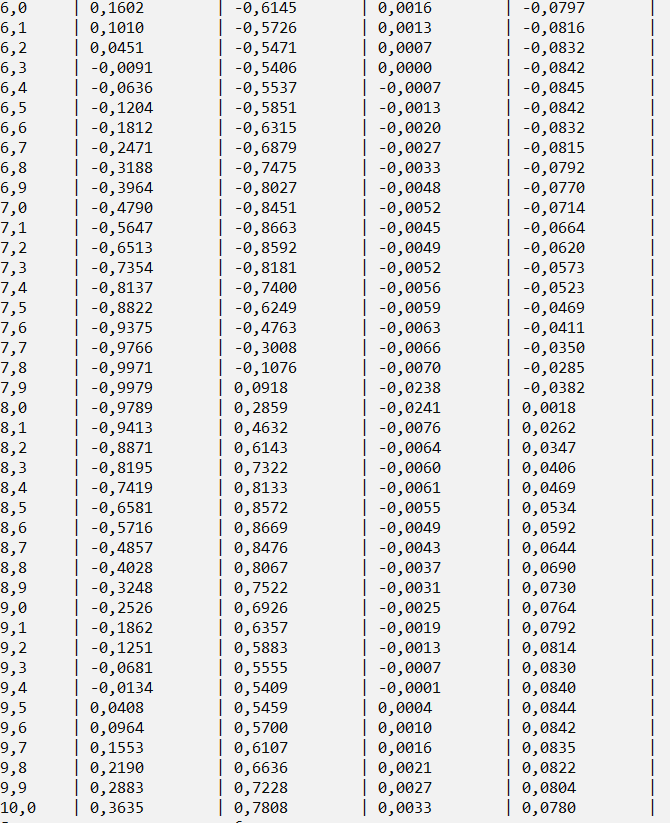 6,0 | 0,1602 | -0,6145 | 0,0016 | -0,0797 |
6,1 | 0,1010 | -0,5726 | 0,0013 | -0,0816 |
6,2 | 0,0451 | -0,5471 | 0,0007 | -0,0832 |
6,3 | -0,0091 | -0,5406 | 0,0000 | -0,0842 |
6,4 | -0,0636 | -0,5537 | -0,0007 | -0,0845 |
6,5 | -0,1204 | -0,5851 | -0,0013 | -0,0842 |
6,6 | -0,1812 | -0,6315 | -0,0020 | -0,0832 |
6,7 | -0,2471 | -0,6879 | -0,0027 | -0,0815 |
6,8 | -0,3188 | -0,7475 | -0,0033 | -0,0792 |
6,9 | -0,3964 | -0,8027 | -0,0048 | -0,0770 |
7,0 | -0,4790 | -0,8451 | -0,0052 | -0,0714 |
7,1 | -0,5647 | -0,8663 | -0,0045 | -0,0664 |
7,2 | -0,6513 | -0,8592 | -0,0049 | -0,0620 |
7,3 | -0,7354 | -0,8181 | -0,0052 | -0,0573 |
7,4 | -0,8137 | -0,7400 | -0,0056 | -0,0523 |
7,5 | -0,8822 | -0,6249 | -0,0059 | -0,0469 |
7,6 | -0,9375 | -0,4763 | -0,0063 | -0,0411 |
7,7 | -0,9766 | -0,3008 | -0,0066 | -0,0350 |
7,8 | -0,9971 | -0,1076 | -0,0070 | -0,0285 |
7,9 | -0,9979 | 0,0918 | -0,0238 | -0,0382 |
8,0 | -0,9789 | 0,2859 | -0,0241 | 0,0018 |
8,1 | -0,9413 | 0,4632 | -0,0076 | 0,0262 |
8,2 | -0,8871 | 0,6143 | -0,0064 | 0,0347 |
8,3 | -0,8195 | 0,7322 | -0,0060 | 0,0406 |
8,4 | -0,7419 | 0,8133 | -0,0061 | 0,0469 |
8,5 | -0,6581 | 0,8572 | -0,0055 | 0,0534 |
8,6 | -0,5716 | 0,8669 | -0,0049 | 0,0592 |
8,7 | -0,4857 | 0,8476 | -0,0043 | 0,0644 |
8,8 | -0,4028 | 0,8067 | -0,0037 | 0,0690 |
8,9 | -0,3248 | 0,7522 | -0,0031 | 0,0730 |
9,0 | -0,2526 | 0,6926 | -0,0025 | 0,0764 |
9,1 | -0,1862 | 0,6357 | -0,0019 | 0,0792 |
9,2 | -0,1251 | 0,5883 | -0,0013 | 0,0814 |
9,3 | -0,0681 | 0,5555 | -0,0007 | 0,0830 |
9,4 | -0,0134 | 0,5409 | -0,0001 | 0,0840 |
9,5 | 0,0408 | 0,5459 | 0,0004 | 0,0844 |
9,6 | 0,0964 | 0,5700 | 0,0010 | 0,0842 |
9,7 | 0,1553 | 0,6107 | 0,0016 | 0,0835 |
9,8 | 0,2190 | 0,6636 | 0,0021 | 0,0822 |
9,9 | 0,2883 | 0,7228 | 0,0027 | 0,0804 |
10,0 | 0,3635 | 0,7808 | 0,0033 | 0,0780 |